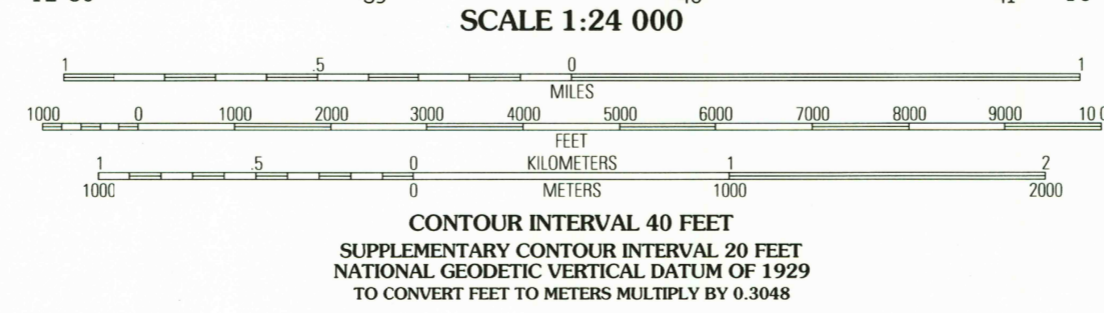 SCALE 1:24 000
1 .5 0 1
MILES
1000 0 1000 2000 3000 4000 5000 6000 7000 8000 9000
FEET
1 .5 0 KILOMETERS 1 2
1000 0 METERS 1000 2000
CONTOUR INTERVAL 40 FEET
SUPPLEMENTARY CONTOUR INTERVAL 20 FEET
NATIONAL GEODETIC VERTICAL DATUM OF 1929
TO CONVERT FEET TO METERS MULTIPLY BY 0.3048